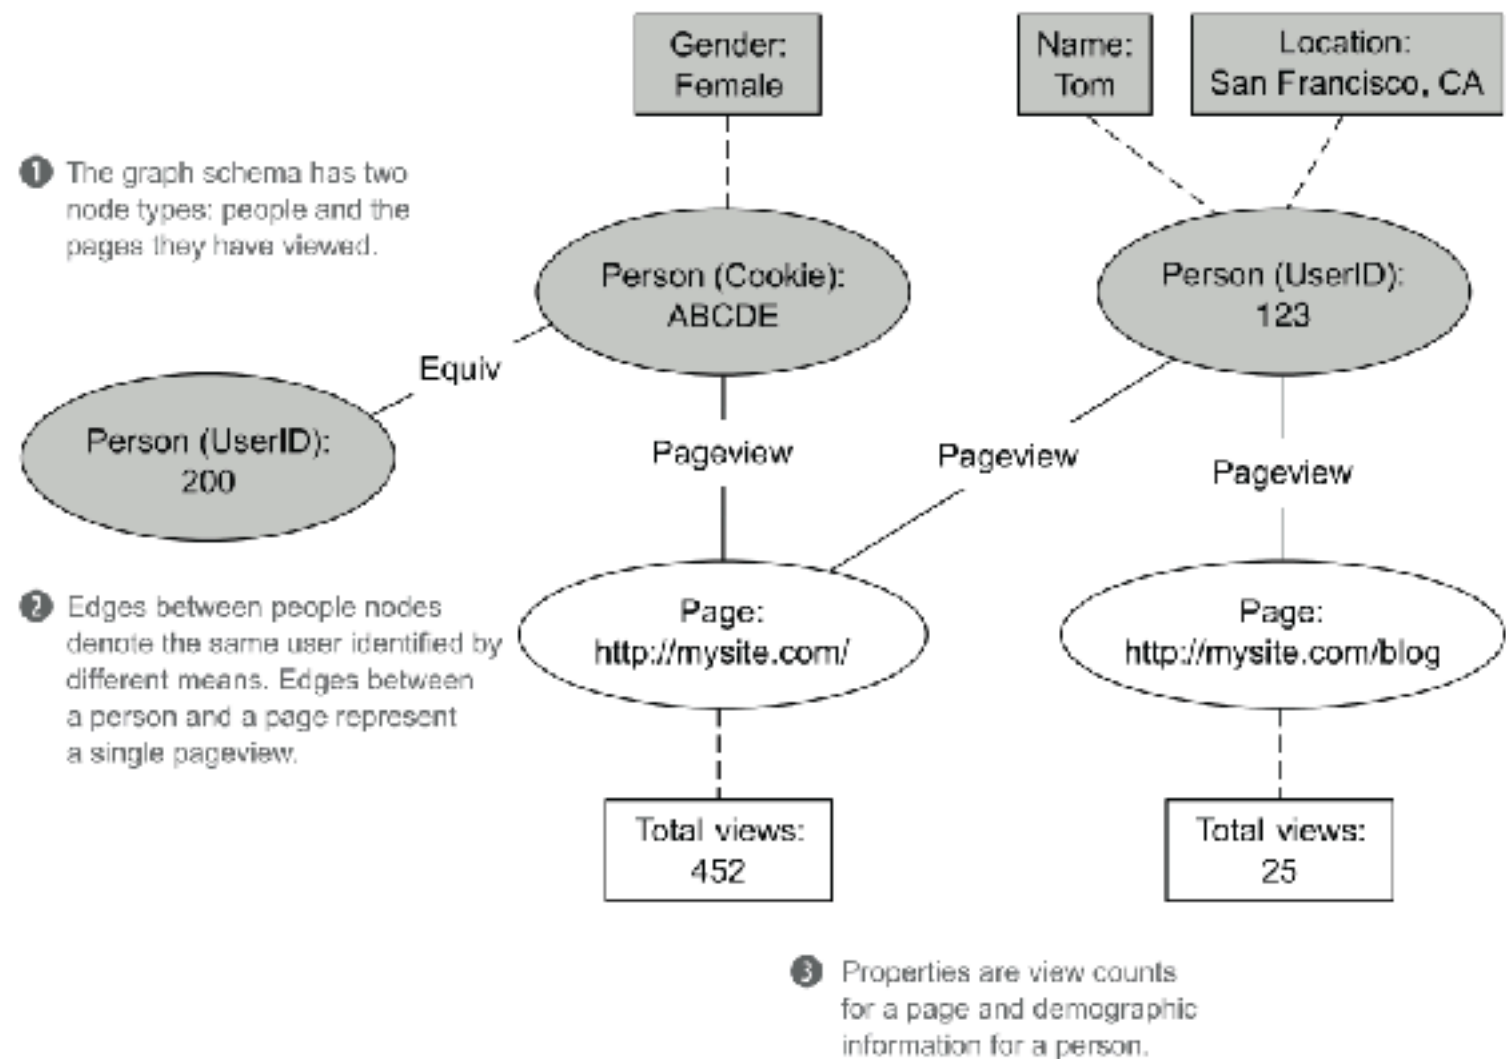 Gender:
Female
Name:
Tom
Location:
San Francisco, CA
1 The graph schema has two
node types: people and the
pages they have viewed.
Person (Cookie):
ABCDE
Person (UserID):
123
Equiv
Person (UserID):
200
Pageview
Pageview
Pageview
2 Edges between people nodes
denote the same user identified by
different means. Edges between
a person and a page represent
a single pageview.
Page:
http://mysite.com/
Page:
http://mysite.com/blog
Total views:
452
Total views:
25
3 Properties are view counts
for a page and demographic
information for a person.